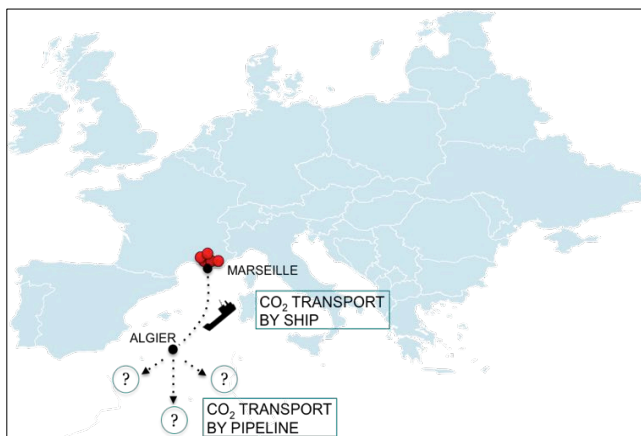 MARSEILLE
CO₂ TRANSPORT
BY SHIP
ALGIER
?
?
?
CO₂ TRANSPORT
BY PIPELINE